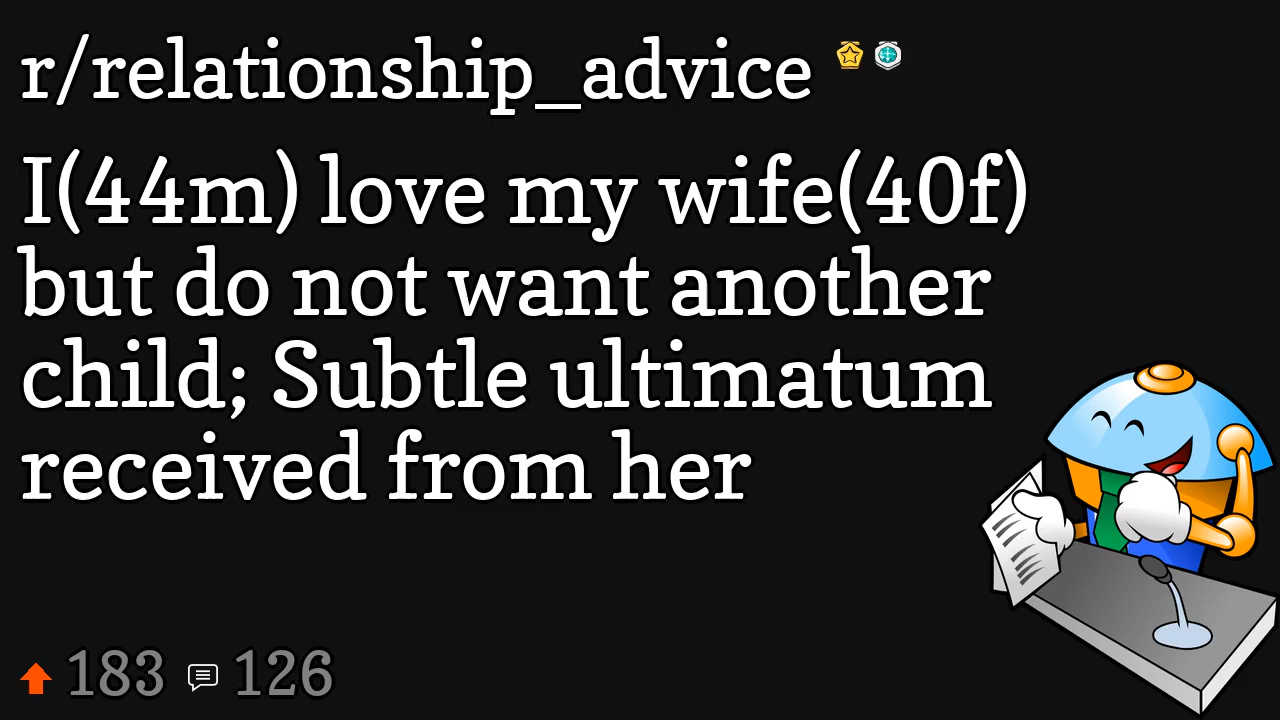 r/relationship_advice
I(44m) love my wife(40f)
but do not want another
child; Subtle ultimatum
received from her
183 126